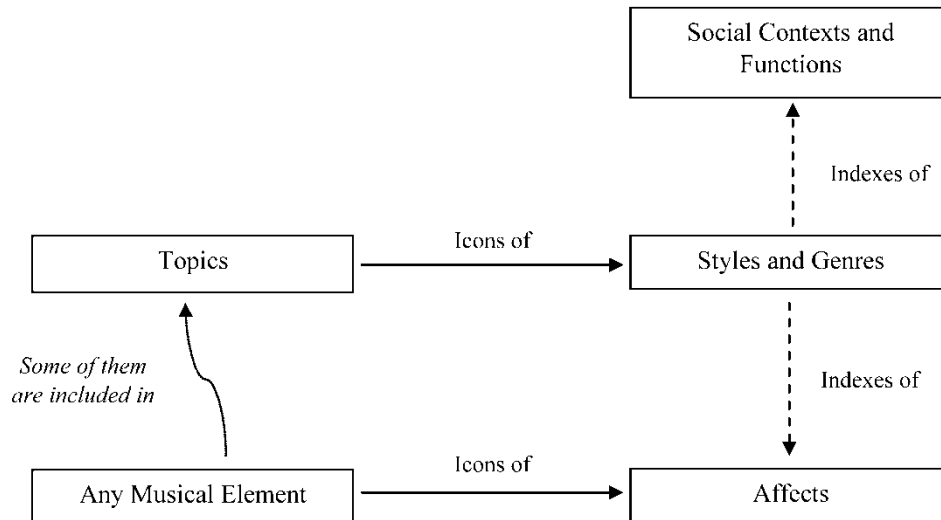 Social Contexts and
Functions
Indexes of
Icons of
Topics
Styles and Genres
Some of them
are included in
Indexes of
Icons of
Any Musical Element
Affects